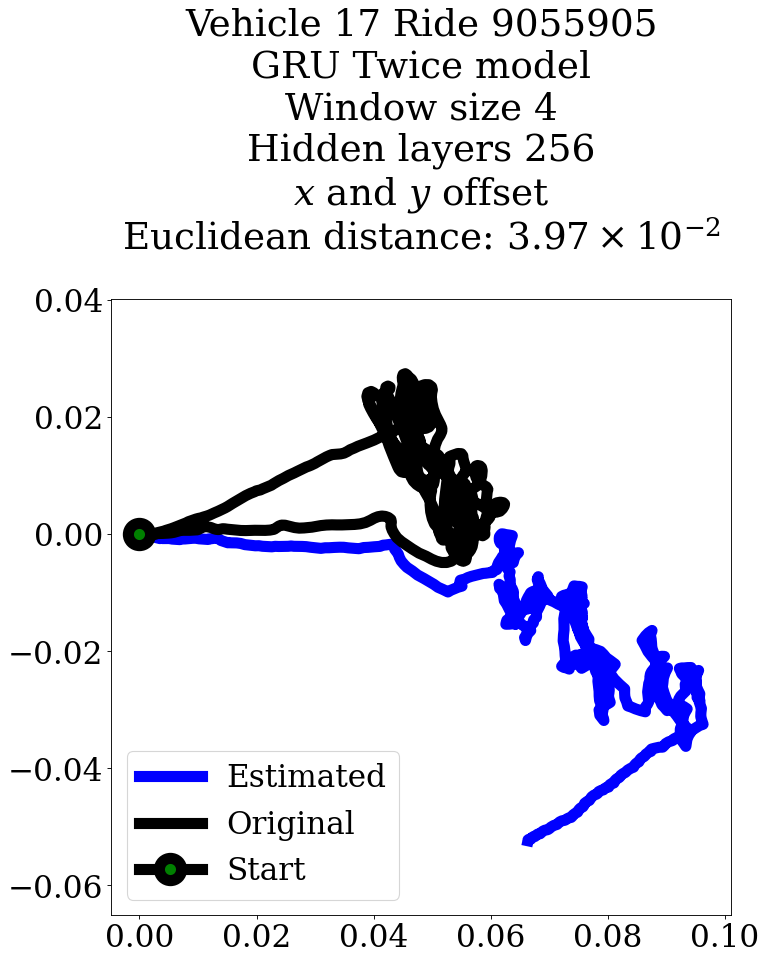 Vehicle 17 Ride 9055905
GRU Twice model
Window size 4
Hidden layers 256
x and y offset
Euclidean distance: 3.97 × 10⁻²
0.04
0.02
0.00
−0.02
−0.04
−0.06
Estimated
Original
Start
0.00 0.02 0.04 0.06 0.08 0.10